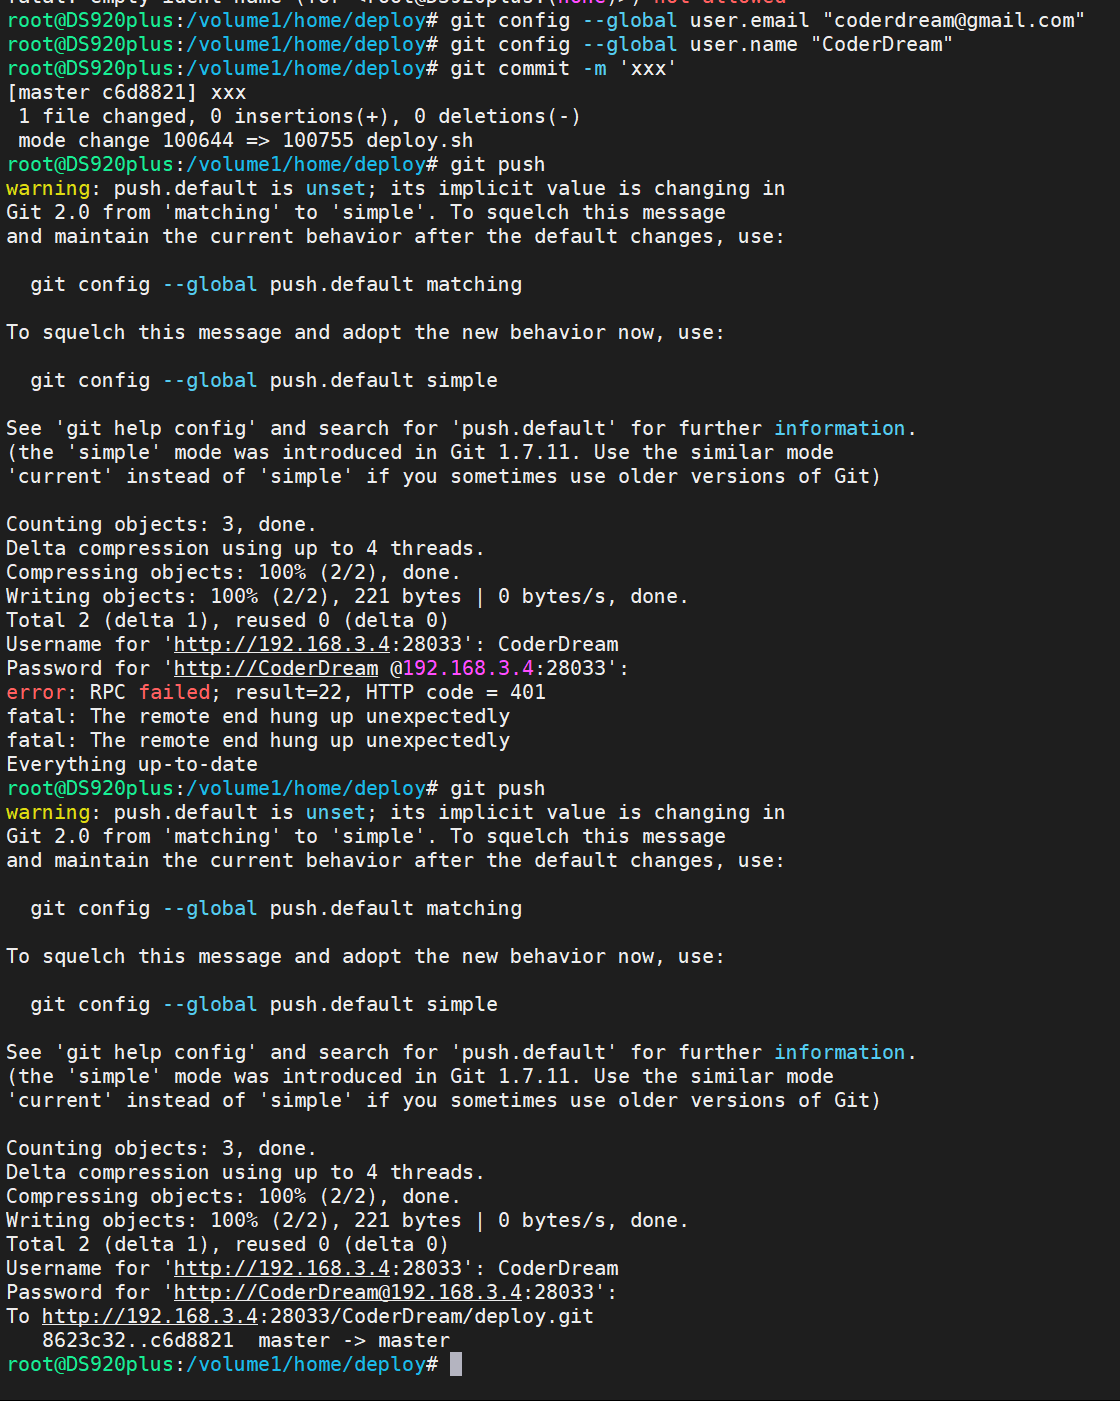 fatal: empty ident name (for <root@DS920plus.(none)>) not allowed
root@DS920plus:/volume1/home/deploy# git config --global user.email "coderdream@gmail.com"
root@DS920plus:/volume1/home/deploy# git config --global user.name "CoderDream"
root@DS920plus:/volume1/home/deploy# git commit -m 'xxx'
[master c6d8821] xxx
 1 file changed, 0 insertions(+), 0 deletions(-)
 mode change 100644 => 100755 deploy.sh
root@DS920plus:/volume1/home/deploy# git push
warning: push.default is unset; its implicit value is changing in
Git 2.0 from 'matching' to 'simple'. To squelch this message
and maintain the current behavior after the default changes, use:
  git config --global push.default matching
To squelch this message and adopt the new behavior now, use:
  git config --global push.default simple
See 'git help config' and search for 'push.default' for further information.
(the 'simple' mode was introduced in Git 1.7.11. Use the similar mode
'current' instead of 'simple' if you sometimes use older versions of Git)
Counting objects: 3, done.
Delta compression using up to 4 threads.
Compressing objects: 100% (2/2), done.
Writing objects: 100% (2/2), 221 bytes | 0 bytes/s, done.
Total 2 (delta 1), reused 0 (delta 0)
Username for 'http://192.168.3.4:28033': CoderDream
Password for 'http://CoderDream @192.168.3.4:28033':
error: RPC failed; result=22, HTTP code = 401
fatal: The remote end hung up unexpectedly
fatal: The remote end hung up unexpectedly
Everything up-to-date
root@DS920plus:/volume1/home/deploy# git push
warning: push.default is unset; its implicit value is changing in
Git 2.0 from 'matching' to 'simple'. To squelch this message
and maintain the current behavior after the default changes, use:
  git config --global push.default matching
To squelch this message and adopt the new behavior now, use:
  git config --global push.default simple
See 'git help config' and search for 'push.default' for further information.
(the 'simple' mode was introduced in Git 1.7.11. Use the similar mode
'current' instead of 'simple' if you sometimes use older versions of Git)
Counting objects: 3, done.
Delta compression using up to 4 threads.
Compressing objects: 100% (2/2), done.
Writing objects: 100% (2/2), 221 bytes | 0 bytes/s, done.
Total 2 (delta 1), reused 0 (delta 0)
Username for 'http://192.168.3.4:28033': CoderDream
Password for 'http://CoderDream@192.168.3.4:28033':
To http://192.168.3.4:28033/CoderDream/deploy.git
   8623c32..c6d8821  master -> master
root@DS920plus:/volume1/home/deploy#